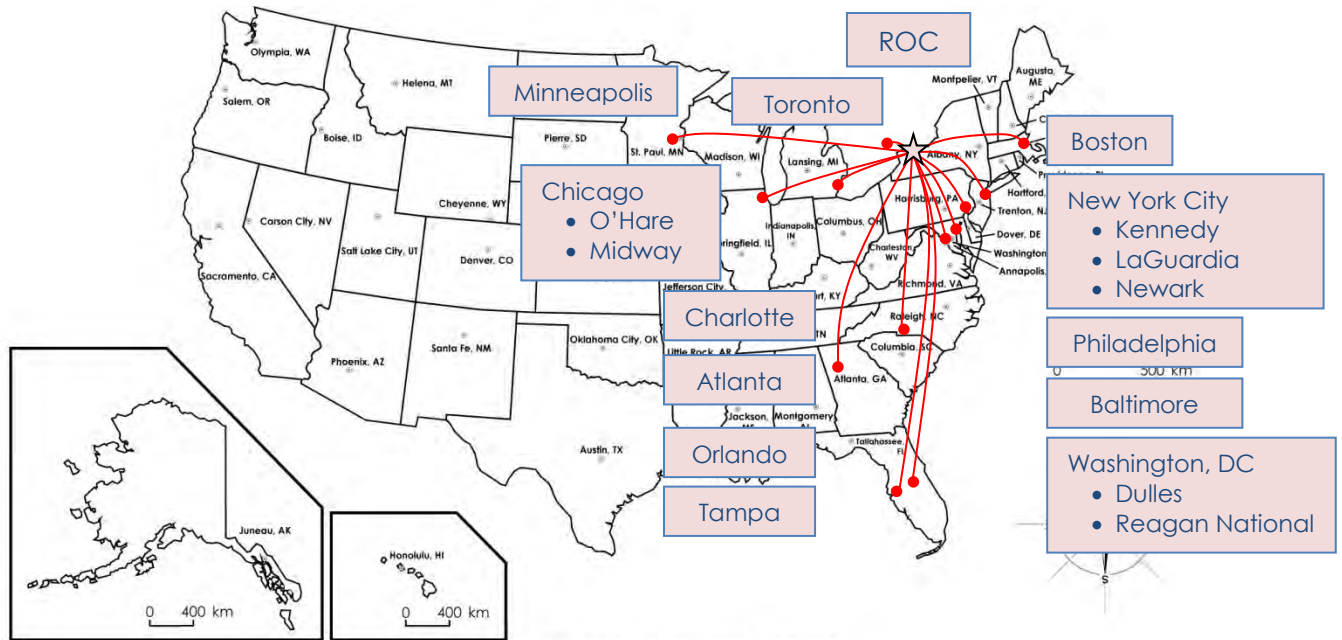 ROC
Olympia, WA
Helena, MT
Montpelier, VT
Augusta,
ME
Minneapolis
Toronto
Salem, OR
Boise, ID
Pierre, SD
St. Paul, MN
Madison, WI
Lansing, MI
Albany, NY
Boston
Hartford,
Chicago
• O'Hare
• Midway
New York City
• Kennedy
• LaGuardia
• Newark
Cheyenne, WY
Harrisburg, PA
Trenton, N
Carson City, NV
Salt Lake City, UT
Denver, CO
Indianapolis,
IN
Columbus, OH
Dover, DE
Washington
Annapolis,
Charleston,
WV
Sacramento, CA
Richmond, VA
Jefferson City,
Charlotte
Raleigh, NC
Oklahoma City, OK
Little Rock, AR
Columbia, SC
Philadelphia
Phoenix, AZ
Santa Fe, NM
Atlanta
Atlanta, GA
0 500 km
Baltimore
Jackson,
Montgomery
Austin, TX
Orlando
Tallahassee,
FL
Washington, DC
• Dulles
• Reagan National
Tampa
Juneau, AK
Honolulu, HI
0 400 km
0 400 km
S